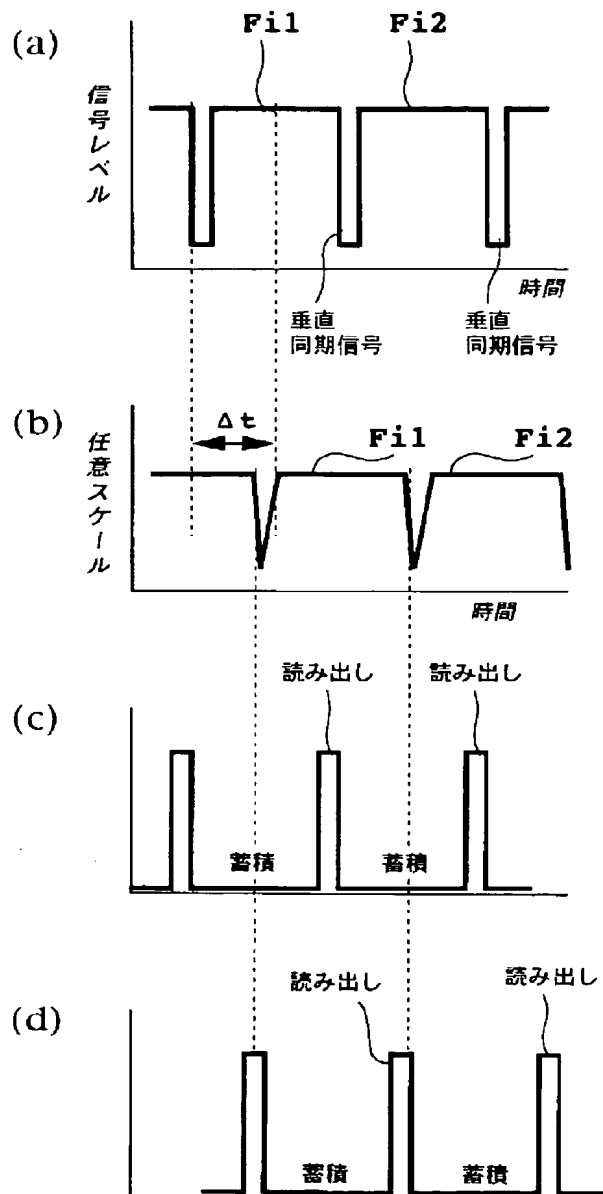 (a)
Fi1
Fi2
信号レベル
時間
垂直
同期信号
垂直
同期信号
(b)
Δt
任意スケール
Fi1
Fi2
時間
(c)
読み出し
読み出し
蓄積
蓄積
(d)
読み出し
読み出し
蓄積
蓄積